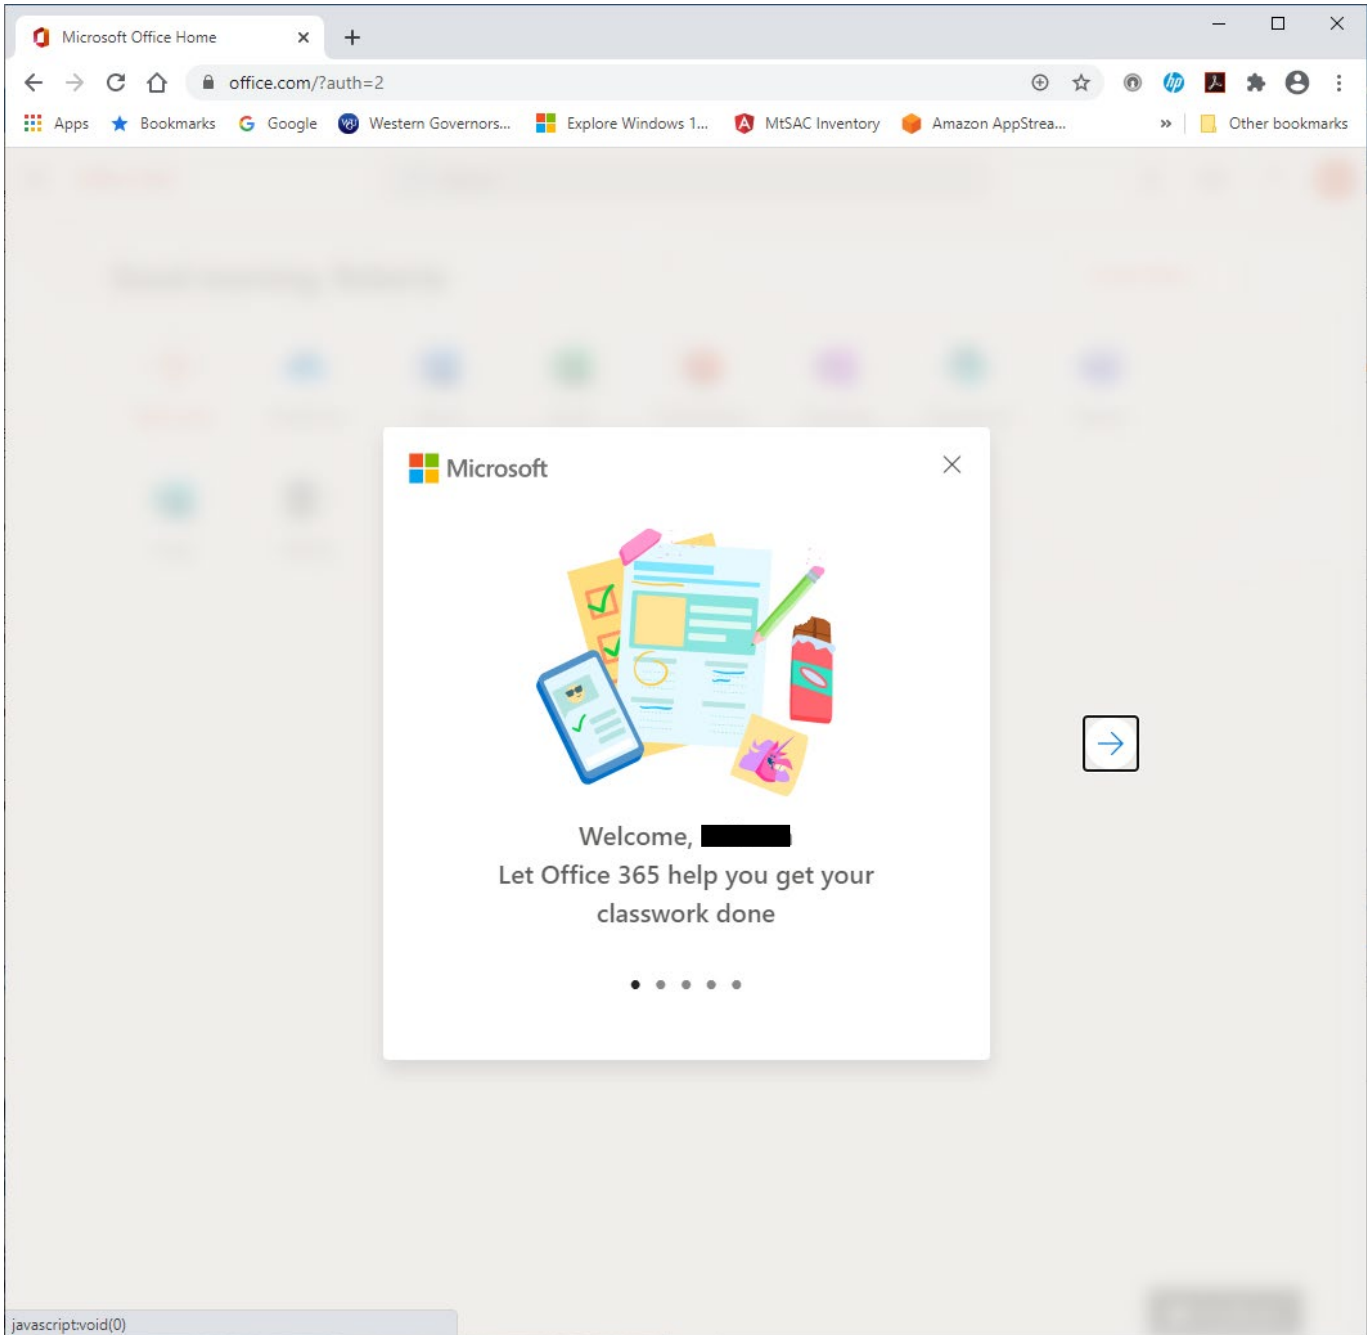 Microsoft Office Home
office.com/?auth=2
Apps Bookmarks Google Western Governors... Explore Windows 1... MtSAC Inventory Amazon AppStrea... » Other bookmarks
Microsoft
Welcome,
Let Office 365 help you get your
classwork done
javascript:void(0)